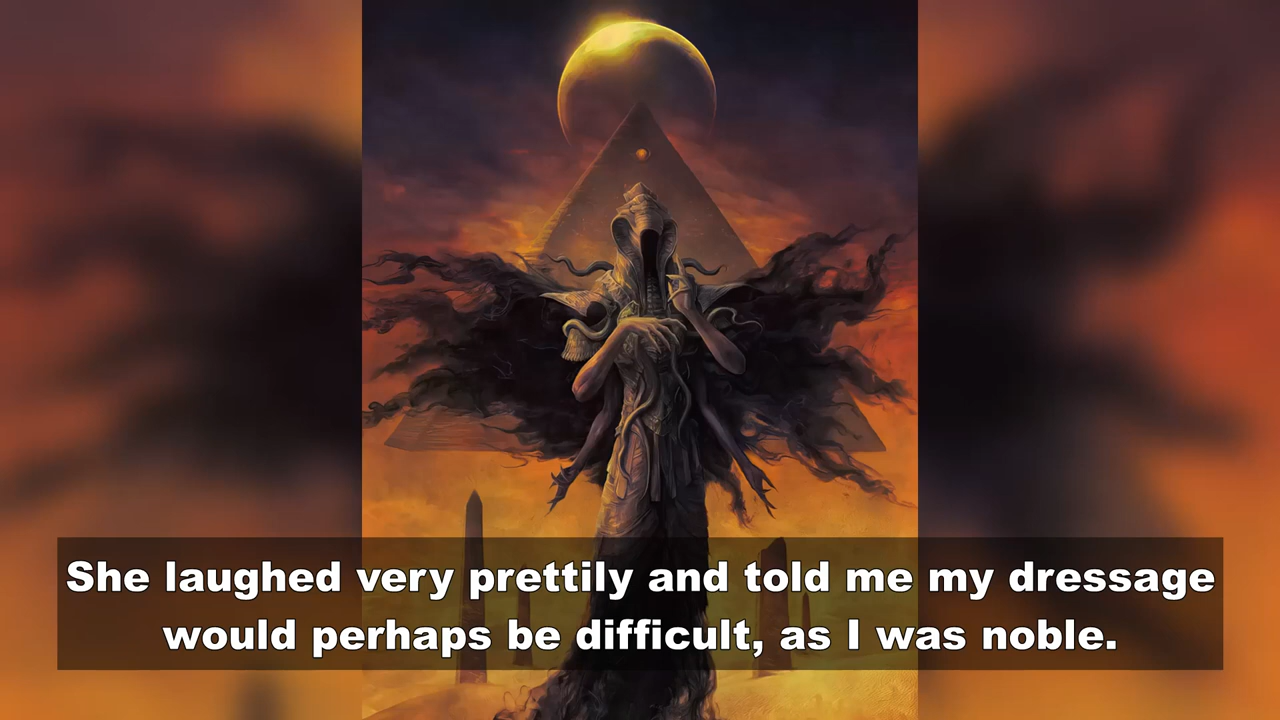 She laughed very prettily and told me my dressage
would perhaps be difficult, as I was noble.